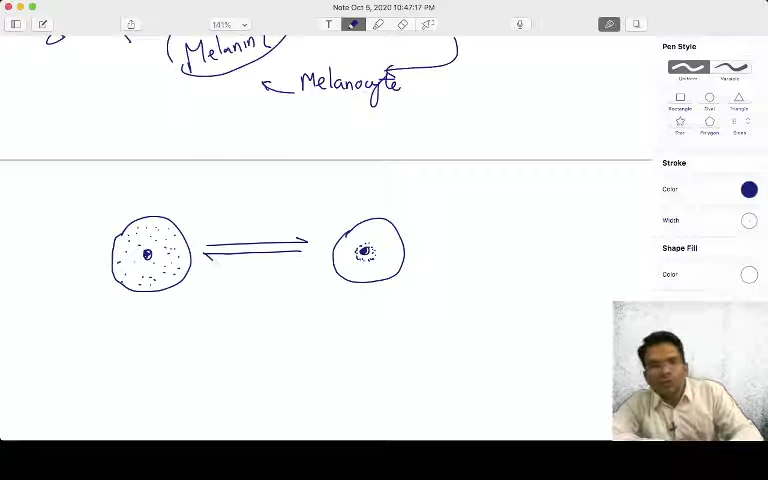 Note Oct 5, 2020 10:47:17 PM
141%
T
Pen Style
Melanin
Uniform
Variable
Melanocyte
Rectangle
Oval
Triangle
Star
Polygon
Sides
Stroke
Color
Width
Shape Fill
Color